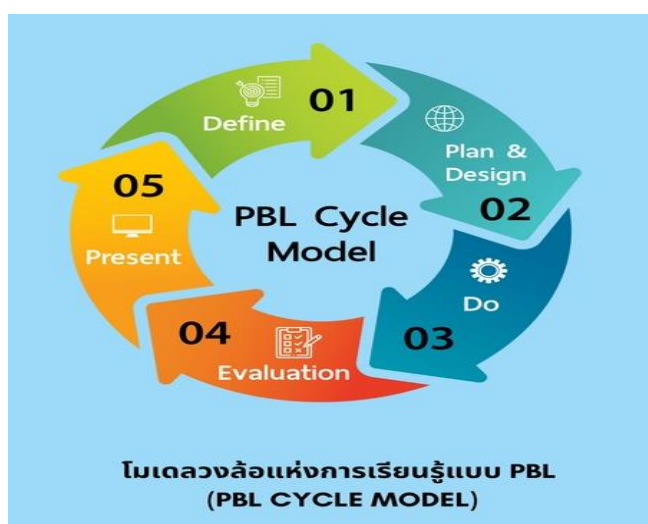 01
Define
Plan &
Design
02
Do
03
04
Evaluation
05
Present
PBL Cycle
Model
โมเดลวงล้อแห่งการเรียนรู้แบบ PBL
(PBL CYCLE MODEL)